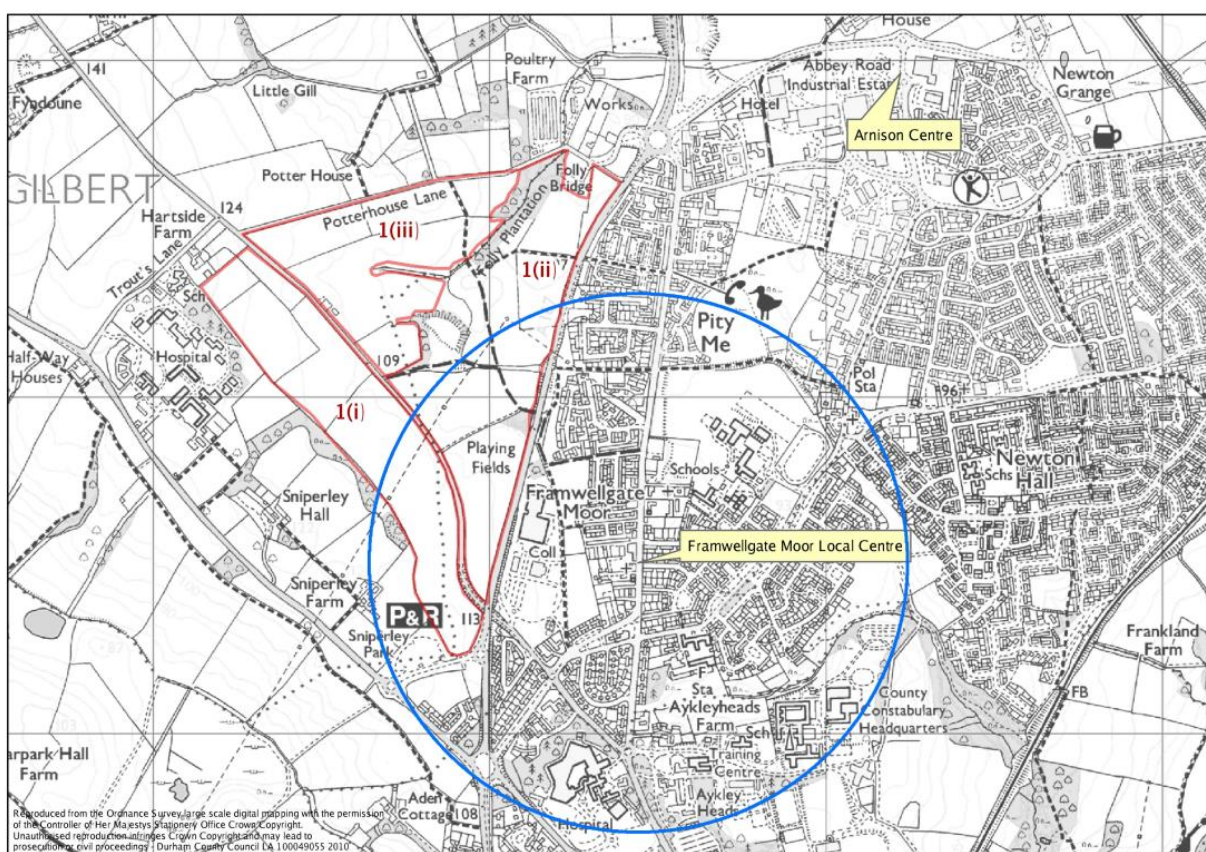 House
141
Poultry
Farm
Abbey Road
Industrial Estat
Newton
Grange
Little Gill
Fyndoune
Works
Hotel
Arnison Centre
Potter House
Folly
Bridge
GILBERT
124
Potterhouse Lane
Folly Plantation
Hartside
Farm
1(iii)
1(ii)
Trout's Lane
Sch
Pity
Me
Hospital
Half-Way
Houses
109
Pol
Sta
96
1(i)
Playing
Fields
Schools
Newton
Hall
Schs
Sniperley
Hall
Framwellgate
Moor
Framwellgate Moor Local Centre
Coll
Sniperley
Farm
P&R
113
Sniperley
Park
Frankland
Farm
F
Sta
FB
Aykleyheads
Farm
County
Constabulary
Headquarters
Sch
Training
Centre
arpark Hall
Farm
Aykley
Heads
Aden
Cottage
108
Hospital
Reproduced from the Ordnance Survey large scale digital mapping with the permission
of the Controller of Her Majestys Stationery Office Crown Copyright.
Unauthorised reproduction infringes Crown Copyright and may lead to
prosecution or civil proceedings - Durham County Council LA 100049055 2010